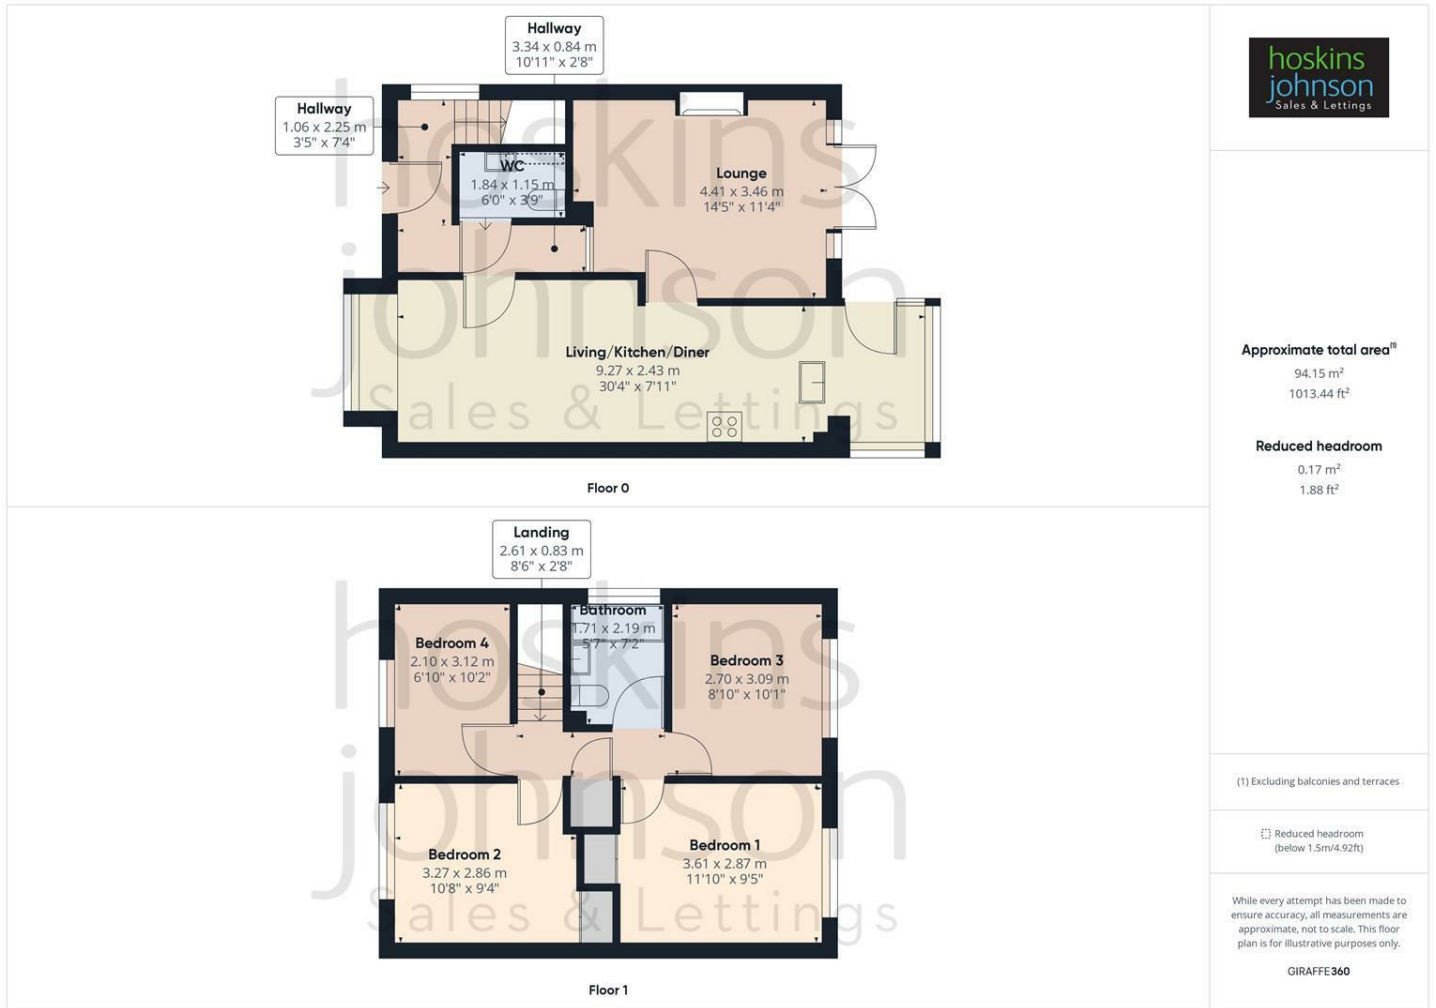 Hallway
3.34 x 0.84 m
10'11" x 2'8"
Hallway
1.06 x 2.25 m
3'5" x 7'4"
WC
1.84 x 1.15 m
6'0" x 3'9"
Lounge
4.41 x 3.46 m
14'5" x 11'4"
Living/Kitchen/Diner
9.27 x 2.43 m
30'4" x 7'11"
hoskins
johnson
Sales & Lettings
Floor 0
Landing
2.61 x 0.83 m
8'6" x 2'8"
Bathroom
1.71 x 2.19 m
5'7" x 7'2"
Bedroom 4
2.10 x 3.12 m
6'10" x 10'2"
Bedroom 3
2.70 x 3.09 m
8'10" x 10'1"
Bedroom 2
3.27 x 2.86 m
10'8" x 9'4"
Bedroom 1
3.61 x 2.87 m
11'10" x 9'5"
hoskins
johnson
Sales & Lettings
Floor 1
hoskins
johnson
Sales & Lettings
Approximate total area⁽¹⁾
94.15 m²
1013.44 ft²
Reduced headroom
0.17 m²
1.88 ft²
(1) Excluding balconies and terraces
Reduced headroom
(below 1.5m/4.92ft)
While every attempt has been made to
ensure accuracy, all measurements are
approximate, not to scale. This floor
plan is for illustrative purposes only.
GIRAFFE360